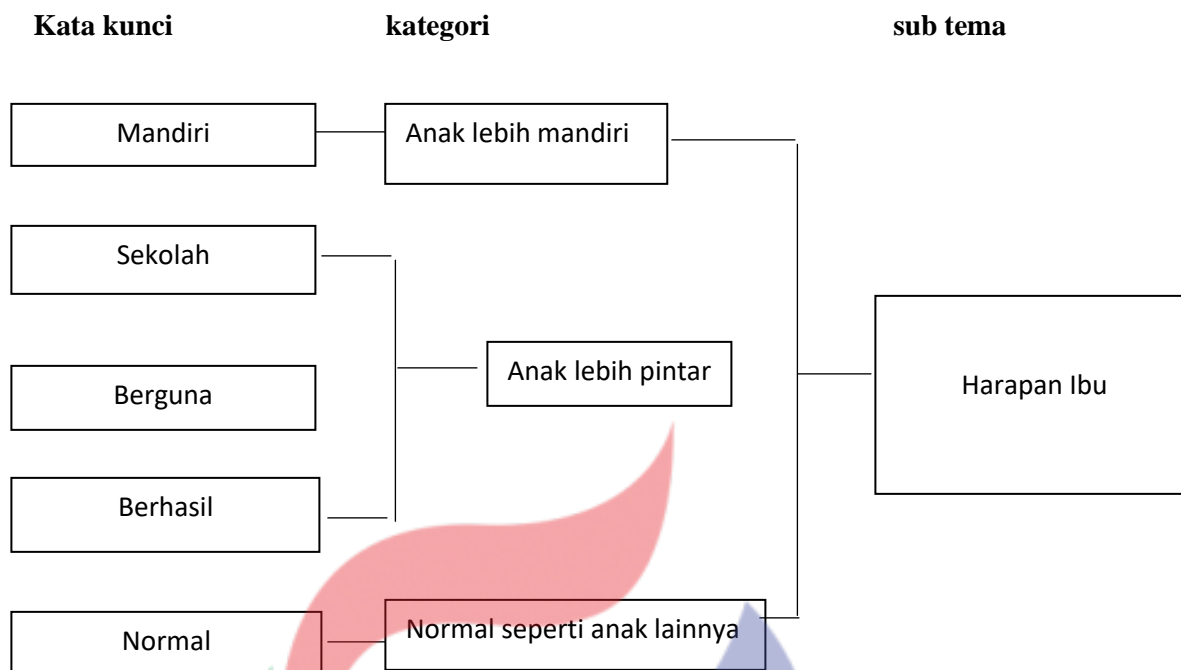 Kata kunci kategori sub tema
Mandiri Anak lebih mandiri
Sekolah
Anak lebih pintar
Berguna
Harapan Ibu
Berhasil
Normal Normal seperti anak lainnya